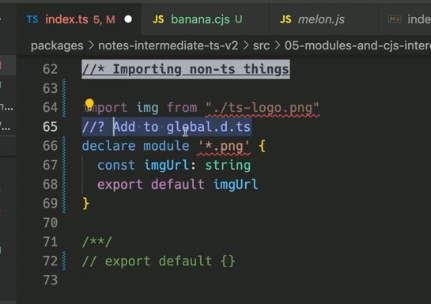 TS index.ts 5, M
JS banana.cjs U
JS melon.js
index
packages › notes-intermediate-ts-v2 › src › 05-modules-and-cjs-interop
62 //* Importing non-ts things
63
64 import img from "./ts-logo.png"
65 //? Add to global.d.ts
66 declare module '*.png' {
67 const imgUrl: string
68 export default imgUrl
69 }
70
71 /**/
72 // export default {}
73